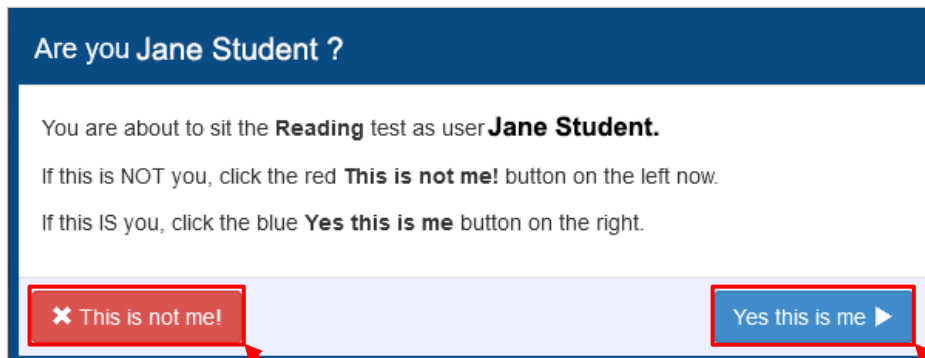 Are you Jane Student ?
You are about to sit the Reading test as user Jane Student.
If this is NOT you, click the red This is not me! button on the left now.
If this IS you, click the blue Yes this is me button on the right.
✖ This is not me!
Yes this is me ▶